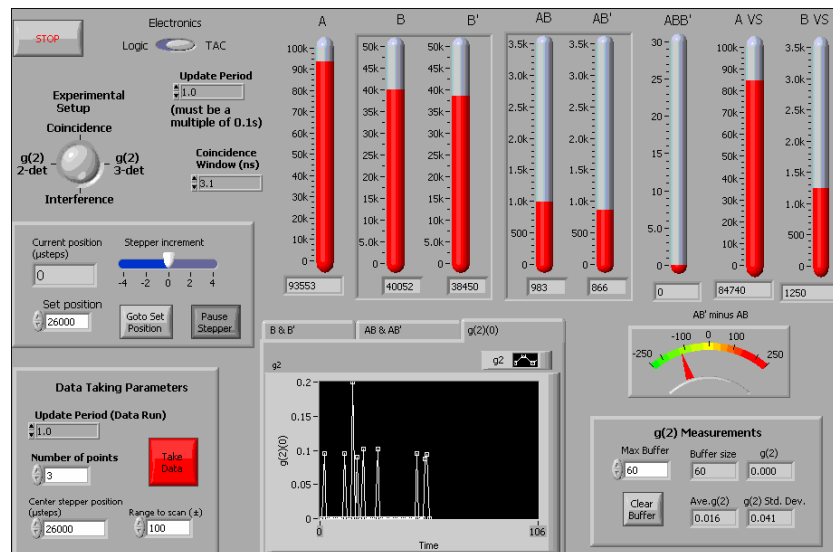 STOP
Electronics
Logic TAC
Update Period
1.0
(must be a
multiple of 0.1s)
Experimental
Setup
Coincidence
g(2)
2-det
g(2)
3-det
Interference
Coincidence
Window (ns)
3.1
A
100k
90k
80k
70k
60k
50k
40k
30k
20k
10k
0
93553
B
50k
45k
40k
35k
30k
25k
20k
15k
10k
5.0k
0
40052
B'
50k
45k
40k
35k
30k
25k
20k
15k
10k
5.0k
0
38450
AB
3.5k
3.0k
2.5k
2.0k
1.5k
1.0k
500
0
983
AB'
3.5k
3.0k
2.5k
2.0k
1.5k
1.0k
500
0
866
ABB'
30
25
20
15
10
5
0
0
A VS
100k
90k
80k
70k
60k
50k
40k
30k
20k
10k
0
84740
B VS
3.5k
3.0k
2.5k
2.0k
1.5k
1.0k
500
0
1250
Current position
(µsteps)
0
Stepper increment
-4 -2 0 2 4
Set position
26000
Goto Set
Position
Pause
Stepper.
B & B' AB & AB' g(2)(0)
g2
g2
g(2)(0)
0.2
0.15
0.1
0.05
0
0 106
Time
AB' minus AB
-250 -100 0 100 250
Data Taking Parameters
Update Period (Data Run)
1.0
Number of points
3
Take
Data
Center stepper position
(µsteps)
26000
Range to scan (±)
100
g(2) Measurements
Max Buffer
60
Buffer size
60
g(2)
0.000
Clear
Buffer
Ave.g(2)
0.016
g(2) Std. Dev.
0.041